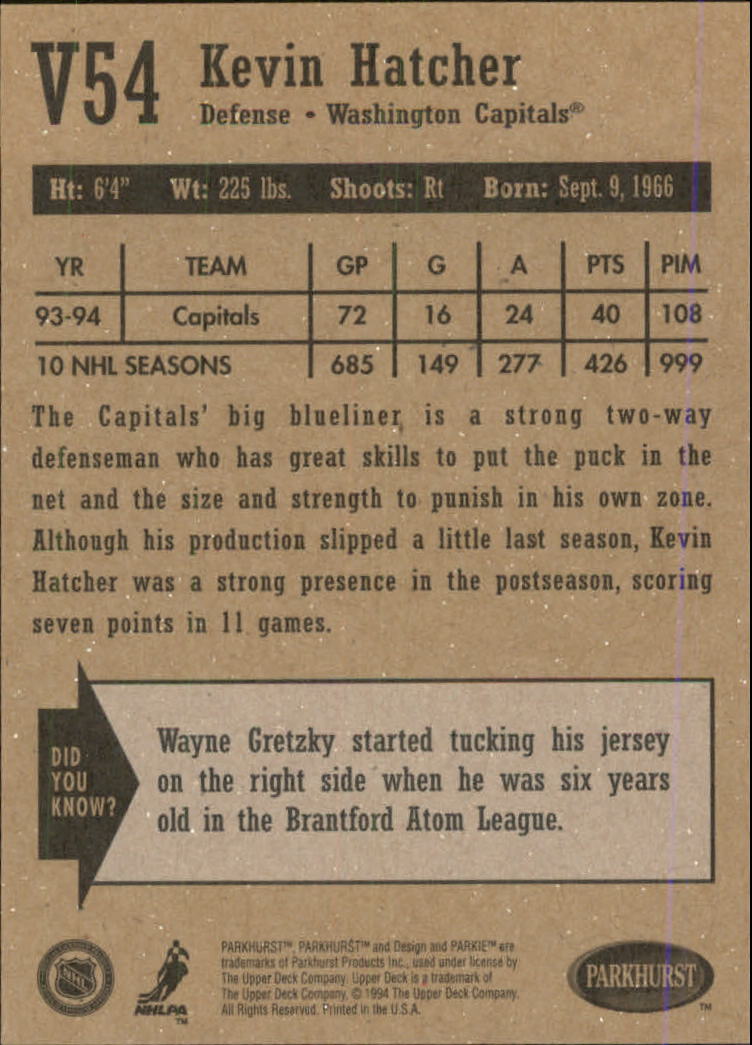 V54 Kevin Hatcher
Defense • Washington Capitals®
Ht: 6'4" Wt: 225 lbs. Shoots: Rt Born: Sept. 9, 1966
YR TEAM GP G A PTS PIM
93-94 Capitals 72 16 24 40 108
10 NHL SEASONS 685 149 277 426 999
The Capitals' big blueliner is a strong two-way
defenseman who has great skills to put the puck in the
net and the size and strength to punish in his own zone.
Although his production slipped a little last season, Kevin
Hatcher was a strong presence in the postseason, scoring
seven points in 11 games.
DID
YOU
KNOW?
Wayne Gretzky started tucking his jersey
on the right side when he was six years
old in the Brantford Atom League.
NHL
NHLPA
TM
PARKHURST™, PARKHURST™ and Design and PARKIE™ are
trademarks of Parkhurst Products Inc., used under license by
The Upper Deck Company. Upper Deck is a trademark of
The Upper Deck Company. © 1994 The Upper Deck Company.
All Rights Reserved. Printed in the U.S.A.
PARKHURST
TM